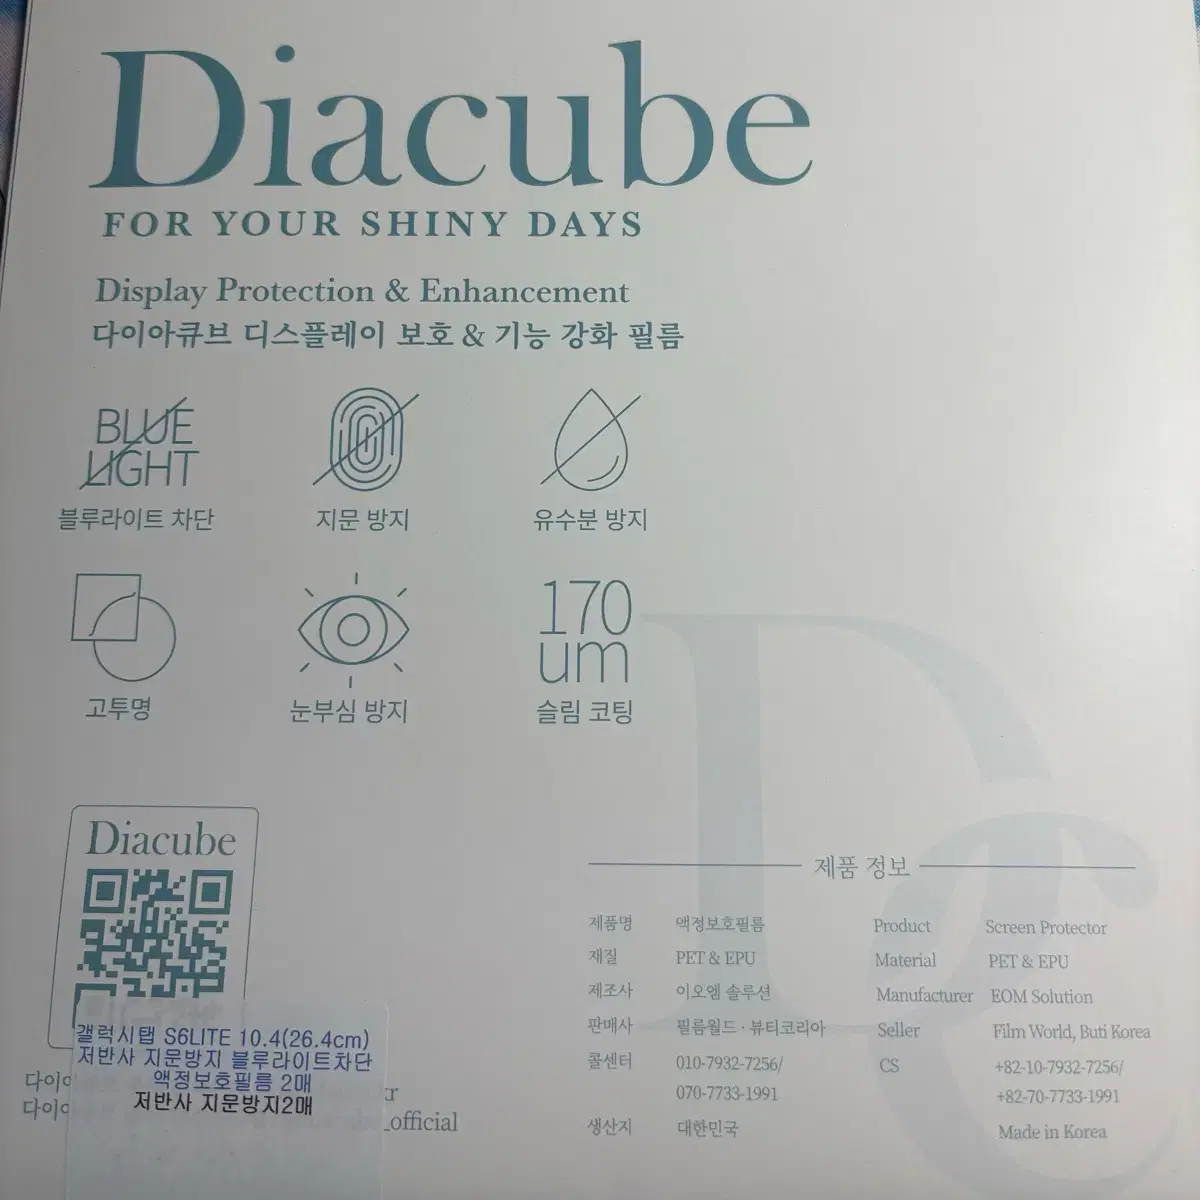 Diacube
FOR YOUR SHINY DAYS
Display Protection & Enhancement
다이아큐브 디스플레이 보호 & 기능 강화 필름
BLUE
LIGHT
블루라이트 차단
지문 방지
유수분 방지
고투명
눈부심 방지
170
um
슬림 코팅
Diacube
갤럭시탭 S6LITE 10.4(26.4cm)
저반사 지문방지 블루라이트차단
액정보호필름 2매
저반사 지문방지2매
_official
제품 정보
제품명 액정보호필름 Product Screen Protector
재질 PET & EPU Material PET & EPU
제조사 이오엠 솔루션 Manufacturer EOM Solution
판매사 필름월드 · 뷰티코리아 Seller Film World, Buti Korea
콜센터 010-7932-7256/ CS +82-10-7932-7256/
070-7733-1991 +82-70-7733-1991
생산지 대한민국 Made in Korea